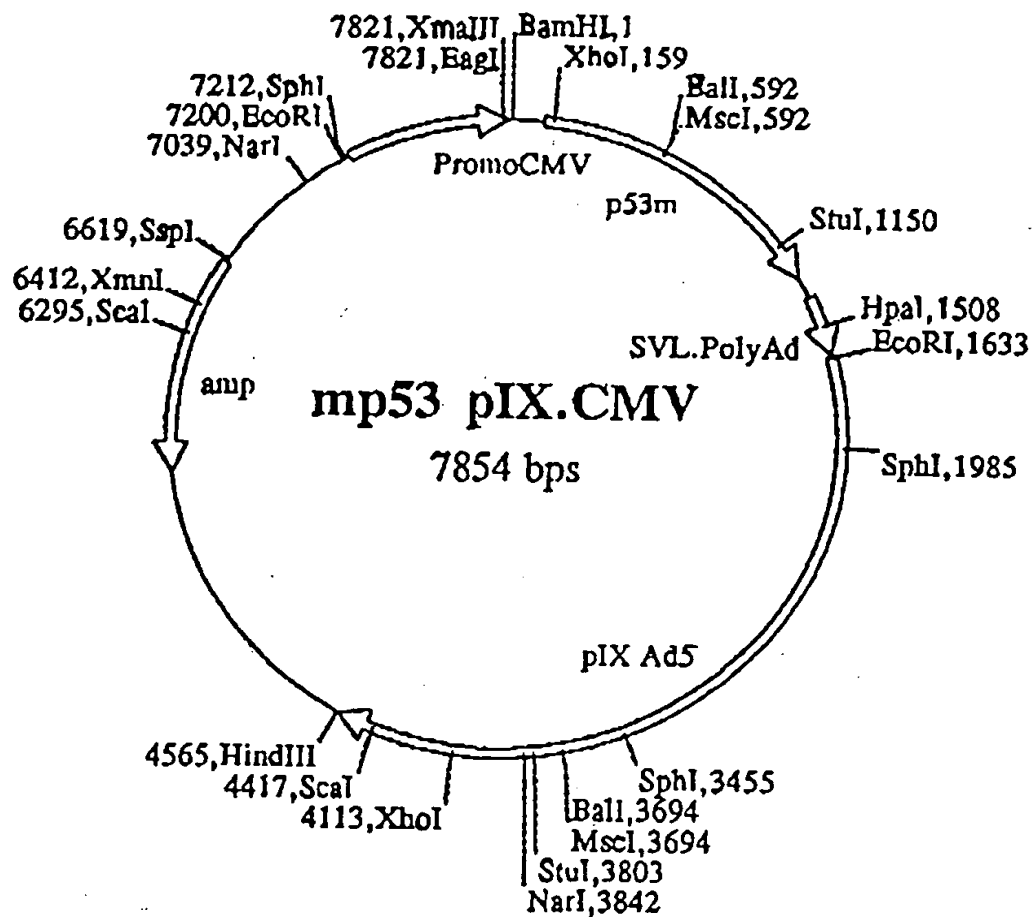 7821,XmaIII
BamHI,1
7821,EagI
XhoI,159
7212,SphI
BalI,592
7200,EcoRI
MscI,592
7039,NarI
PromoCMV
p53m
StuI,1150
6619,SspI
6412,XmnI
6295,ScaI
HpaI,1508
SVL.PolyAd
EcoRI,1633
amp
mp53 pIX.CMV
7854 bps
SphI,1985
pIX Ad5
4565,HindIII
4417,ScaI
4113,XhoI
SphI,3455
BalI,3694
MscI,3694
StuI,3803
NarI,3842